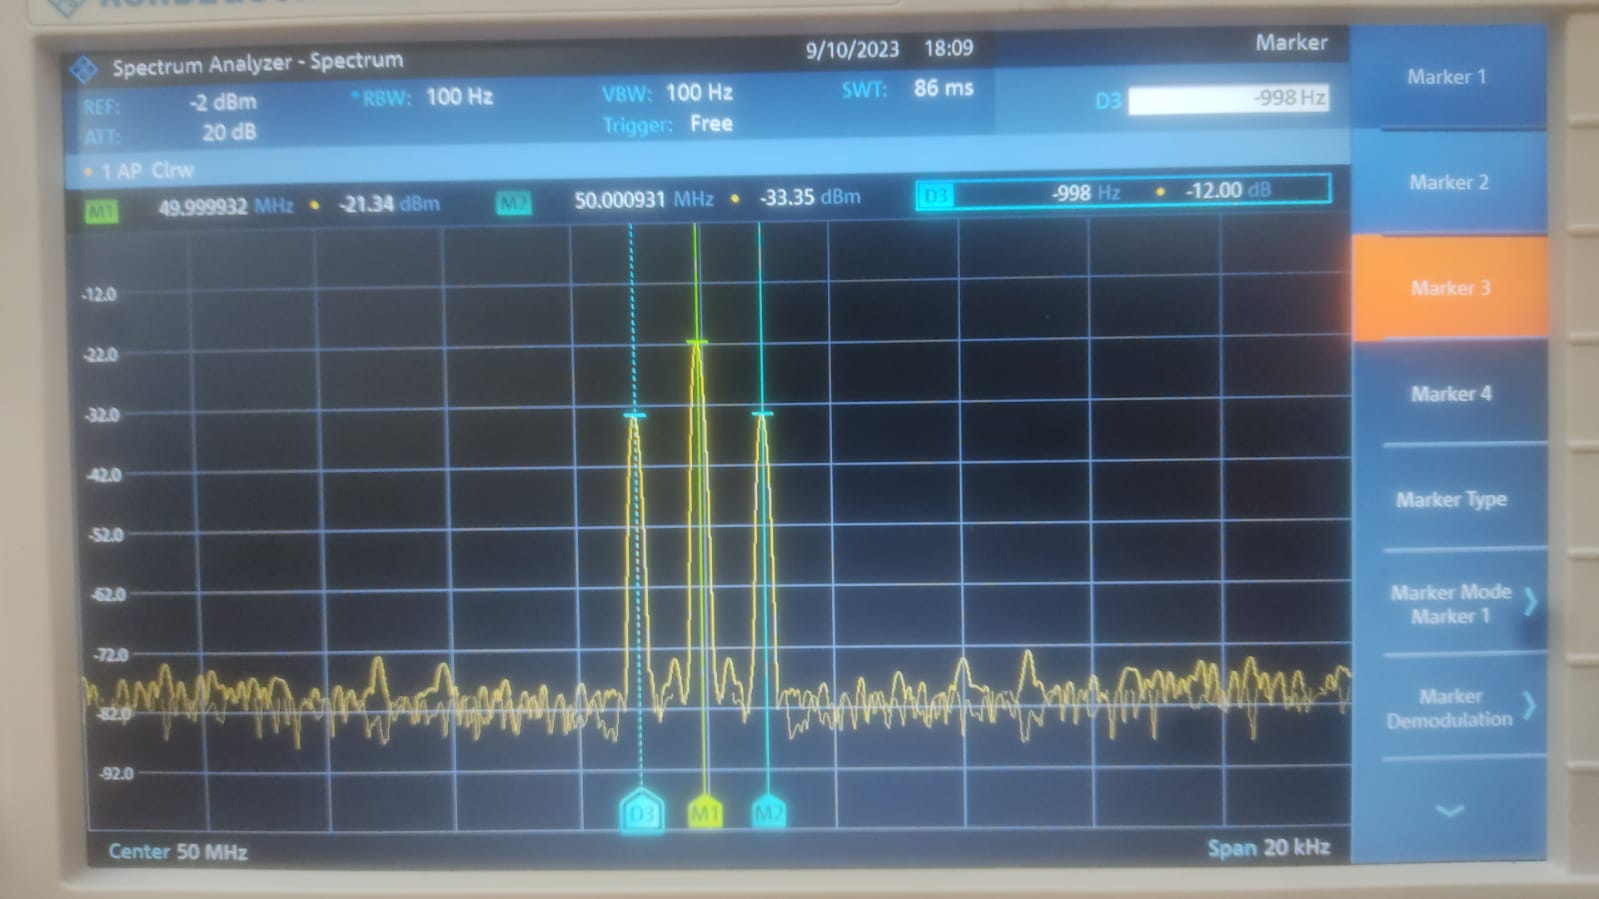 Spectrum Analyzer - Spectrum
9/10/2023 18:09
Marker
REF: -2 dBm
RBW: 100 Hz
VBW: 100 Hz
SWT: 86 ms
ATT: 20 dB
Trigger: Free
D3 -998 Hz
1 AP Clrw
M1 49.999932 MHz -21.34 dBm
M2 50.000931 MHz -33.35 dBm
D3 -998 Hz -12.00 dB
-12.0
-22.0
-32.0
-42.0
-52.0
-62.0
-72.0
-82.0
-92.0
D3 M1 M2
Center 50 MHz
Span 20 kHz
Marker 1
Marker 2
Marker 3
Marker 4
Marker Type
Marker Mode
Marker 1
Marker
Demodulation